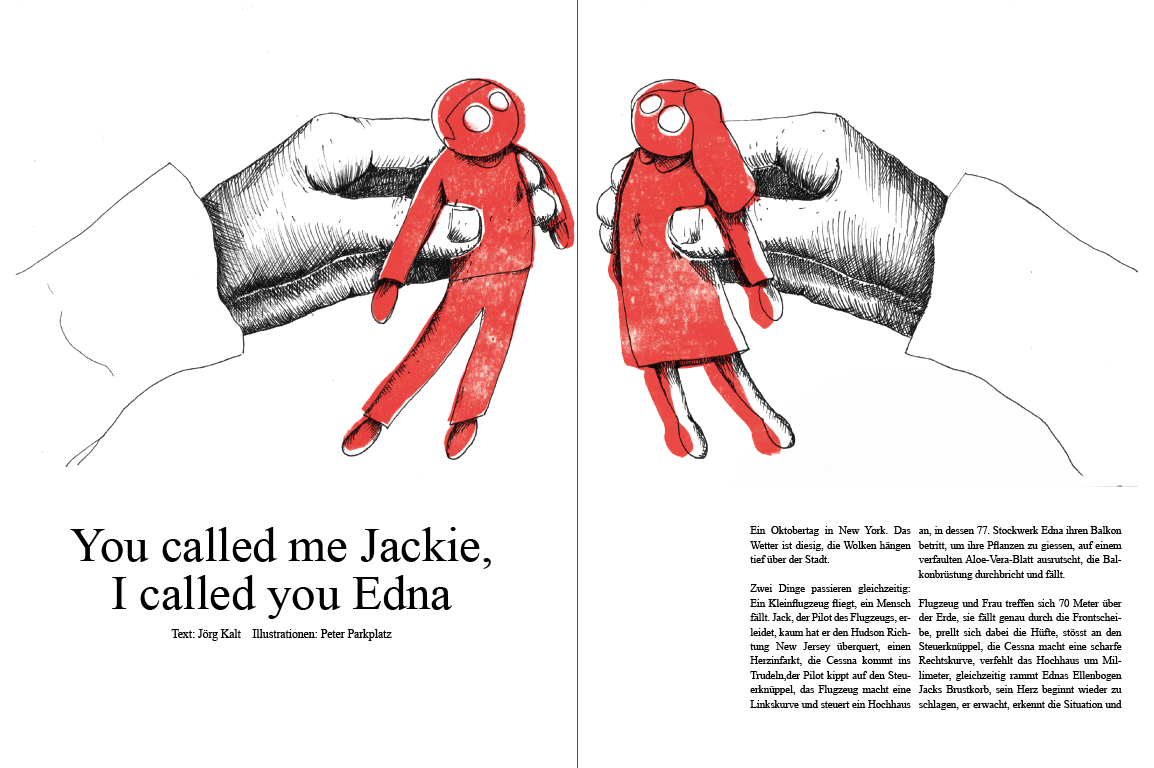 You called me Jackie,
I called you Edna
Text: Jörg Kalt    Illustrationen: Peter Parkplatz
Ein Oktobertag in New York. Das
Wetter ist diesig, die Wolken hängen
tief über der Stadt.
Zwei Dinge passieren gleichzeitig:
Ein Kleinflugzeug fliegt, ein Mensch
fällt. Jack, der Pilot des Flugzeugs, er-
leidet, kaum hat er den Hudson Rich-
tung New Jersey überquert, einen
Herzinfarkt, die Cessna kommt ins
Trudeln,der Pilot kippt auf den Steu-
erknüppel, das Flugzeug macht eine
Linkskurve und steuert ein Hochhaus
an, in dessen 77. Stockwerk Edna ihren Balkon
betritt, um ihre Pflanzen zu giessen, auf einem
verfaulten Aloe-Vera-Blatt ausrutscht, die Bal-
konbrüstung durchbricht und fällt.
Flugzeug und Frau treffen sich 70 Meter über
der Erde, sie fällt genau durch die Frontschei-
be, prellt sich dabei die Hüfte, stösst an den
Steuerknüppel, die Cessna macht eine scharfe
Rechtskurve, verfehlt das Hochhaus um Mil-
limeter, gleichzeitig rammt Ednas Ellenbogen
Jacks Brustkorb, sein Herz beginnt wieder zu
schlagen, er erwacht, erkennt die Situation und